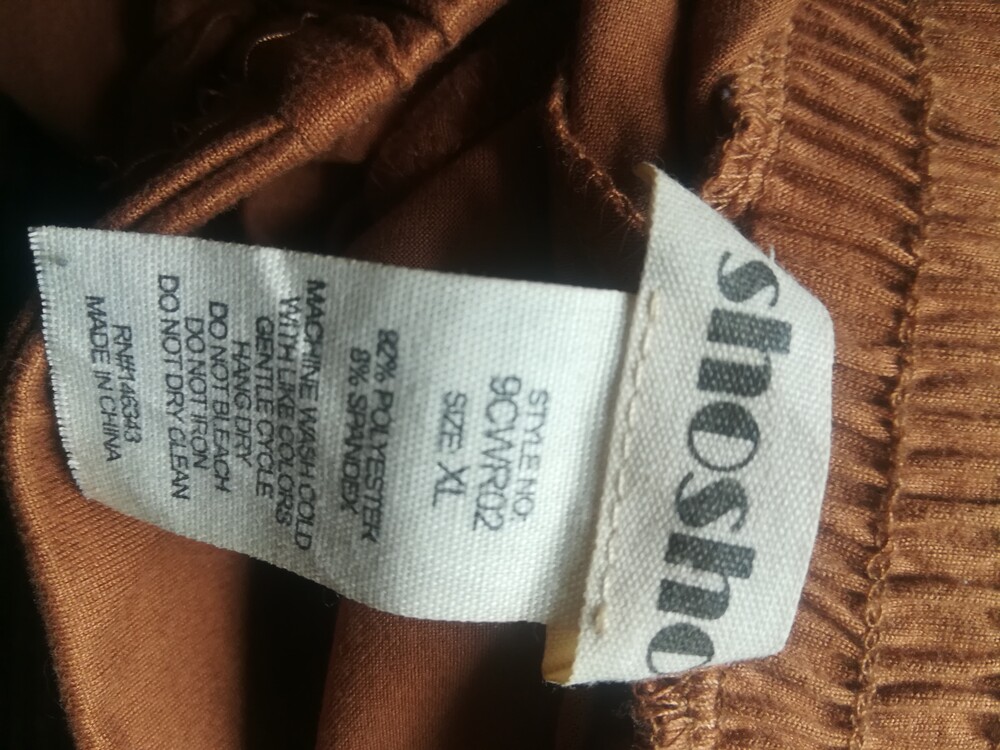 shosho
STYLE NO.
9CWR02
SIZE XL
92% POLYESTER
8% SPANDEX
MACHINE WASH COLD
WITH LIKE COLORS
GENTLE CYCLE
HANG DRY
DO NOT BLEACH
DO NOT IRON
DO NOT DRY CLEAN
RN#146343
MADE IN CHINA